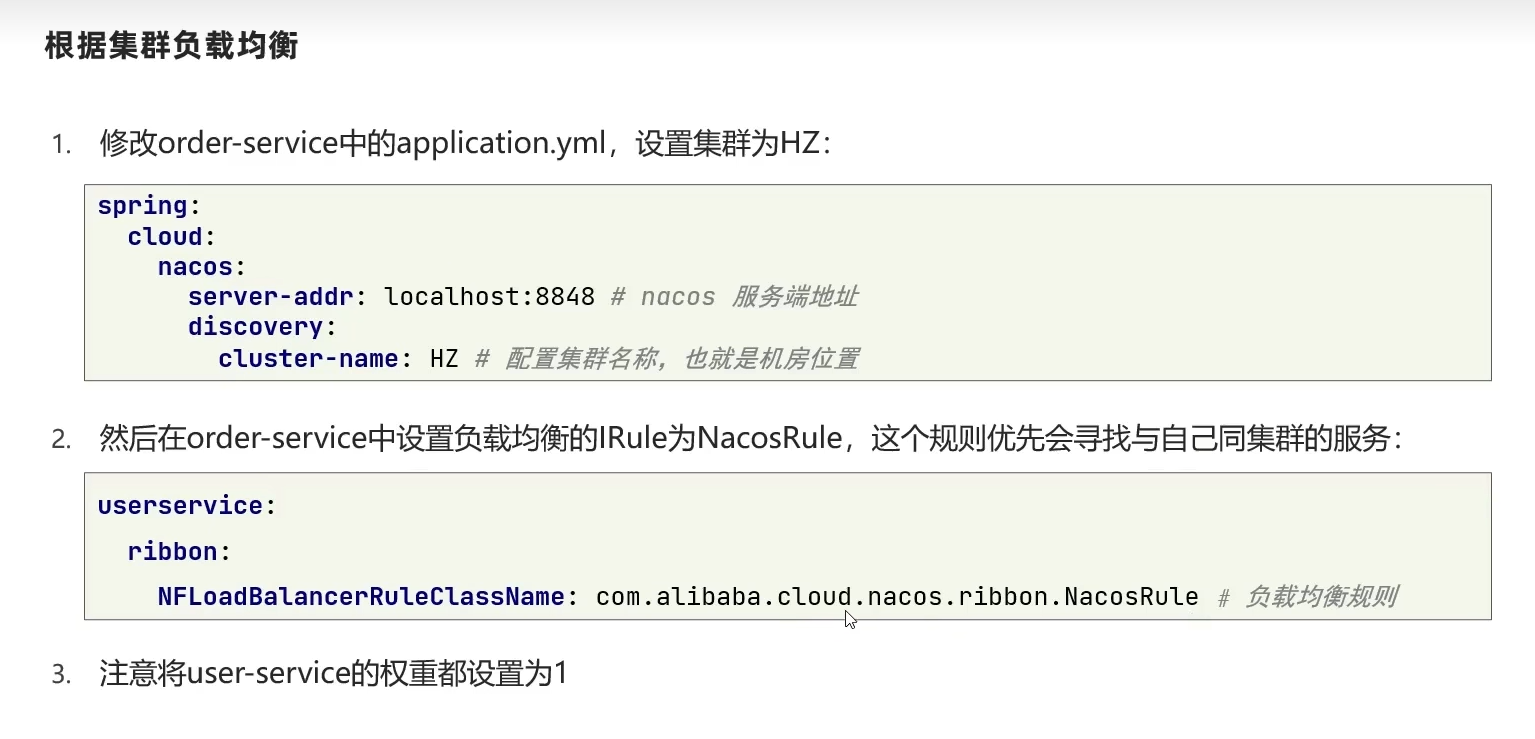 根据集群负载均衡
1. 修改order-service中的application.yml，设置集群为HZ：
spring:
  cloud:
    nacos:
      server-addr: localhost:8848 # nacos 服务端地址
      discovery:
        cluster-name: HZ # 配置集群名称，也就是机房位置
2. 然后在order-service中设置负载均衡的IRule为NacosRule，这个规则优先会寻找与自己同集群的服务：
userservice:
  ribbon:
    NFLoadBalancerRuleClassName: com.alibaba.cloud.nacos.ribbon.NacosRule # 负载均衡规则
3. 注意将user-service的权重都设置为1